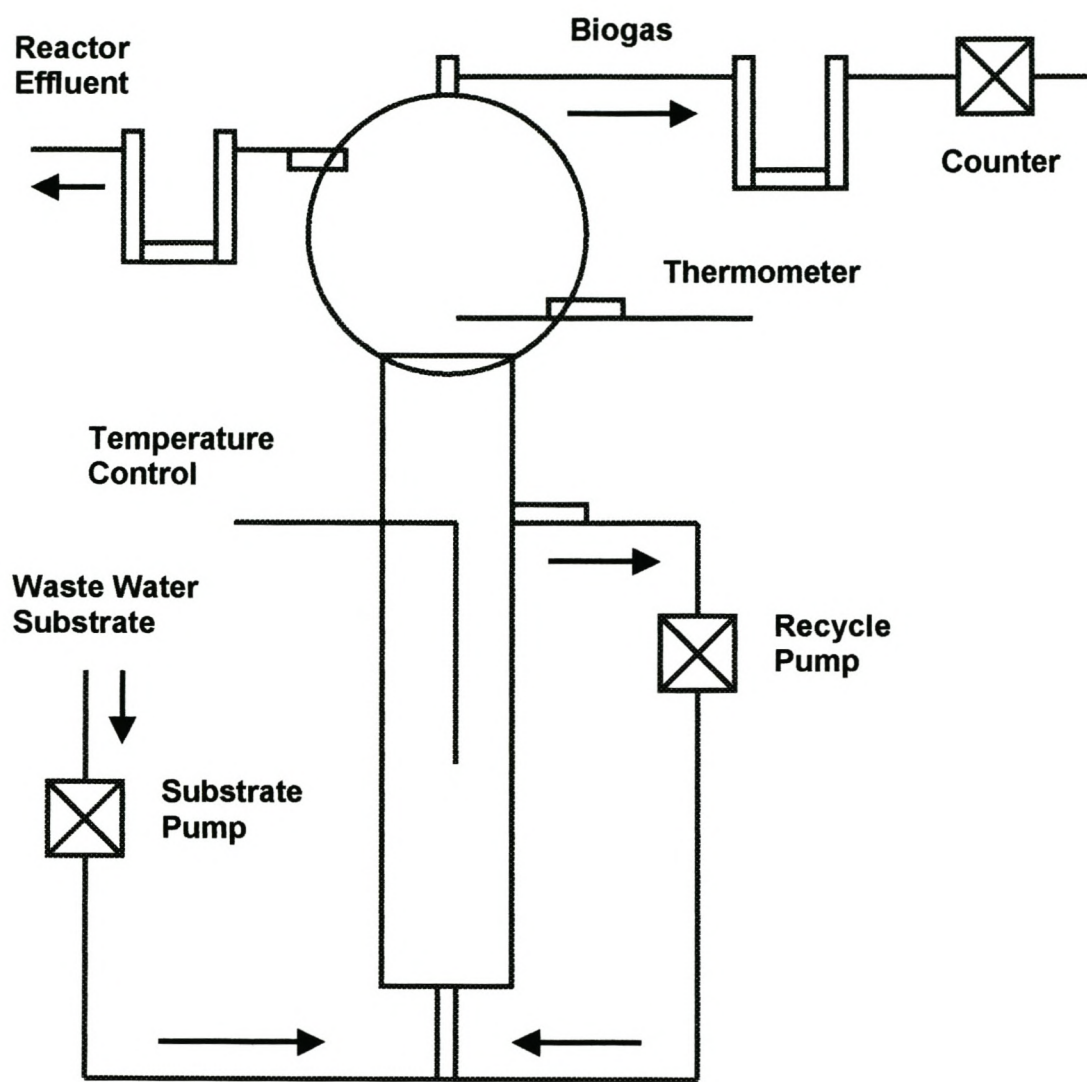 Biogas
Reactor
Effluent
Counter
Thermometer
Temperature
Control
Waste Water
Substrate
Recycle
Pump
Substrate
Pump